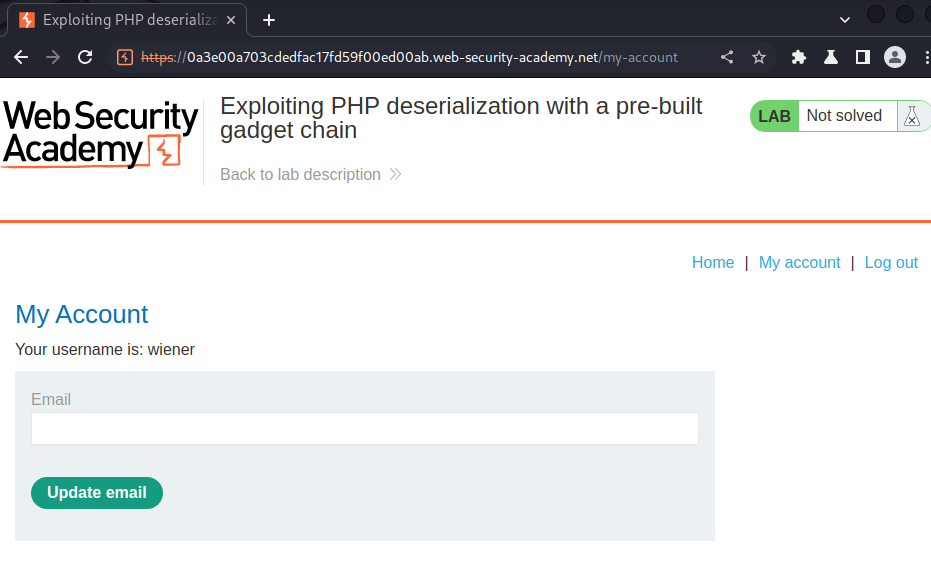 Exploiting PHP deserializa
https://0a3e00a703cdedfac17fd59f00ed00ab.web-security-academy.net/my-account
Web Security
Academy
Exploiting PHP deserialization with a pre-built
gadget chain
LAB Not solved
Back to lab description
Home | My account | Log out
My Account
Your username is: wiener
Email
Update email